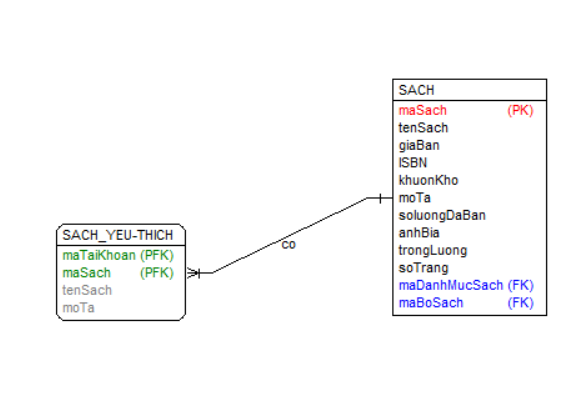 SACH
maSach (PK)
tenSach
giaBan
ISBN
khuonKho
moTa
soluongDaBan
anhBia
trongLuong
soTrang
maDanhMucSach (FK)
maBoSach (FK)
co
SACH_YEU-THICH
maTaiKhoan (PFK)
maSach (PFK)
tenSach
moTa